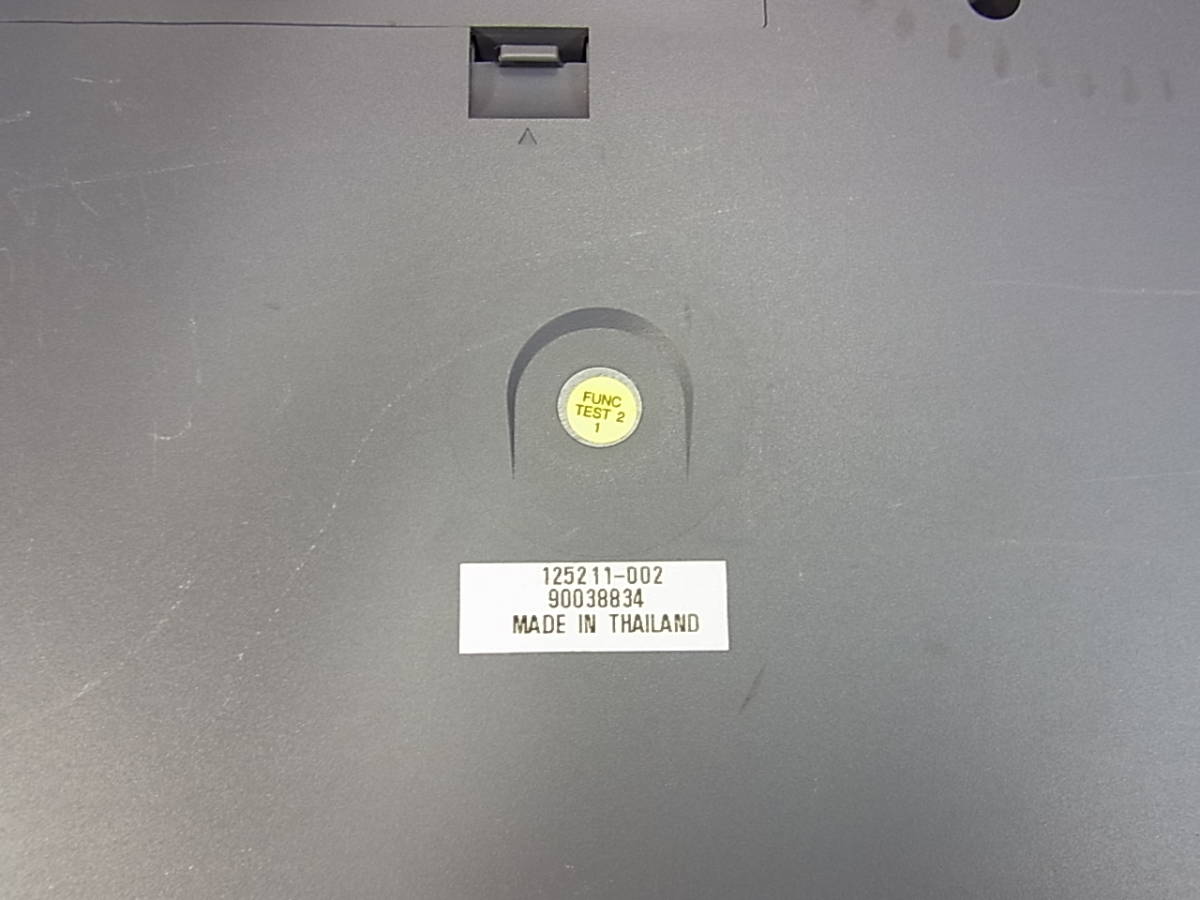 FUNC
TEST 2
1
125211-002
90038834
MADE IN THAILAND